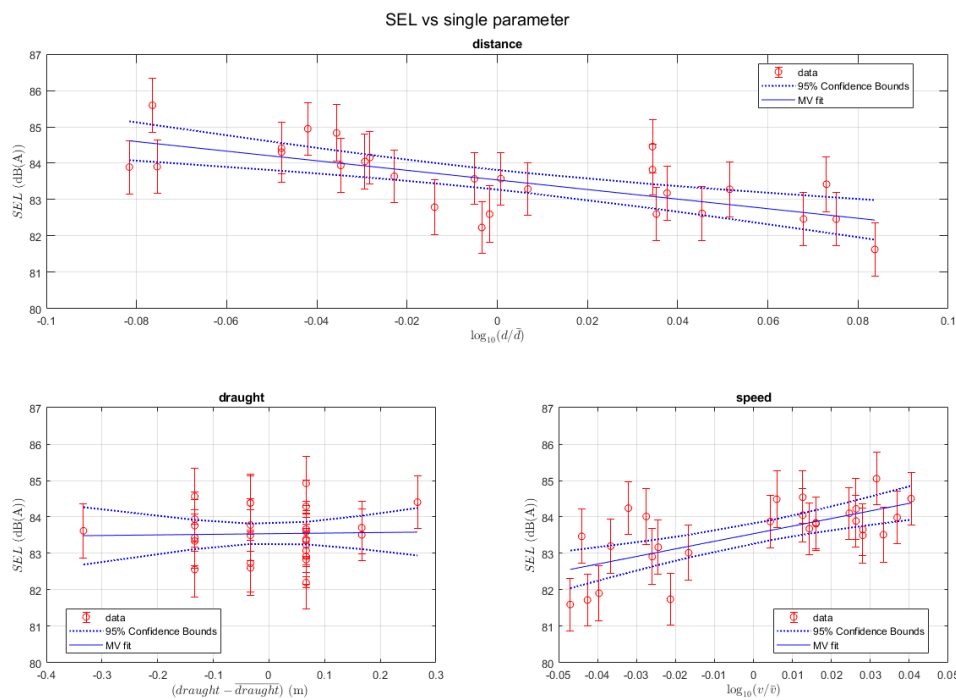 SEL vs single parameter
distance
87
86
85
84
83
82
81
80
SEL (dB(A))
data
95% Confidence Bounds
MV fit
-0.1 -0.08 -0.06 -0.04 -0.02 0 0.02 0.04 0.06 0.08 0.1
log₁₀(d/d̄)
draught
87
86
85
84
83
82
81
80
SEL (dB(A))
data
95% Confidence Bounds
MV fit
-0.4 -0.3 -0.2 -0.1 0 0.1 0.2 0.3
(draught − d̅r̅a̅u̅g̅h̅t̅) (m)
speed
87
86
85
84
83
82
81
80
SEL (dB(A))
data
95% Confidence Bounds
MV fit
-0.05 -0.04 -0.03 -0.02 -0.01 0 0.01 0.02 0.03 0.04 0.05
log₁₀(v/v̄)